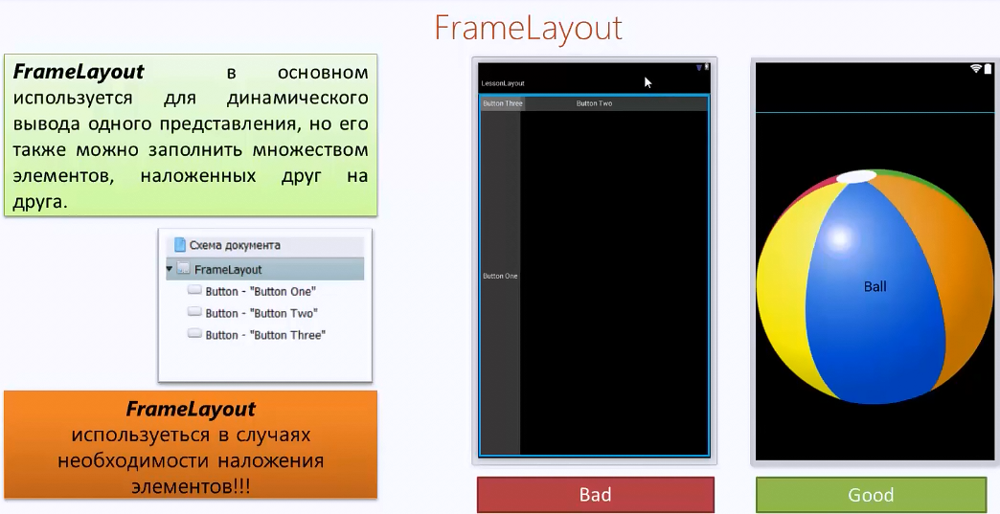 FrameLayout
FrameLayout в основном
используется для динамического
вывода одного представления, но его
также можно заполнить множеством
элементов, наложенных друг на
друга.
Схема документа
FrameLayout
Button - "Button One"
Button - "Button Two"
Button - "Button Three"
FrameLayout
используеться в случаях
необходимости наложения
элементов!!!
LessonLayout
Button Three Button Two
Button One
Bad
Ball
Good